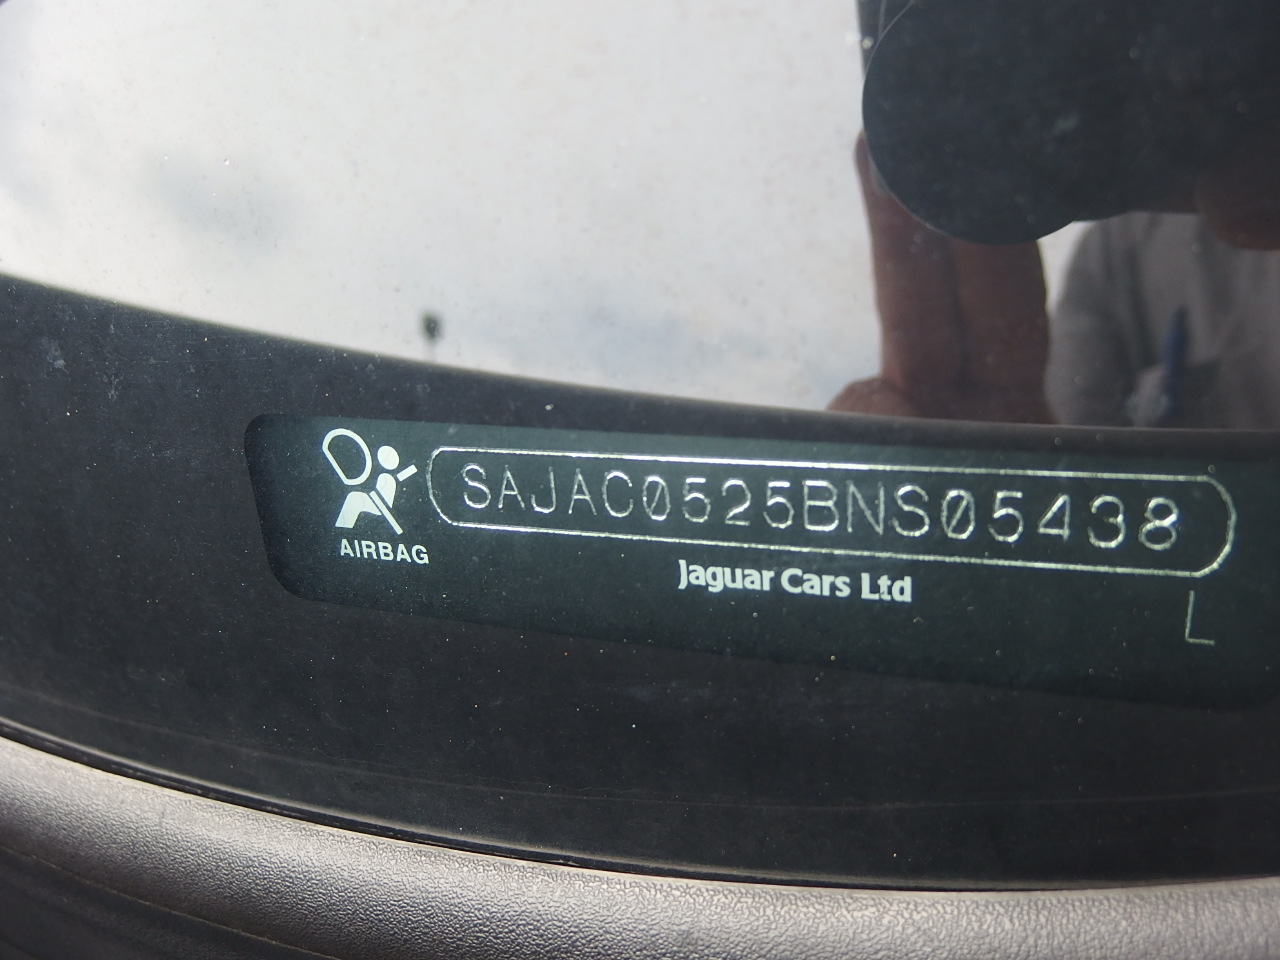 SAJAC0525BNS05438
AIRBAG
Jaguar Cars Ltd
L